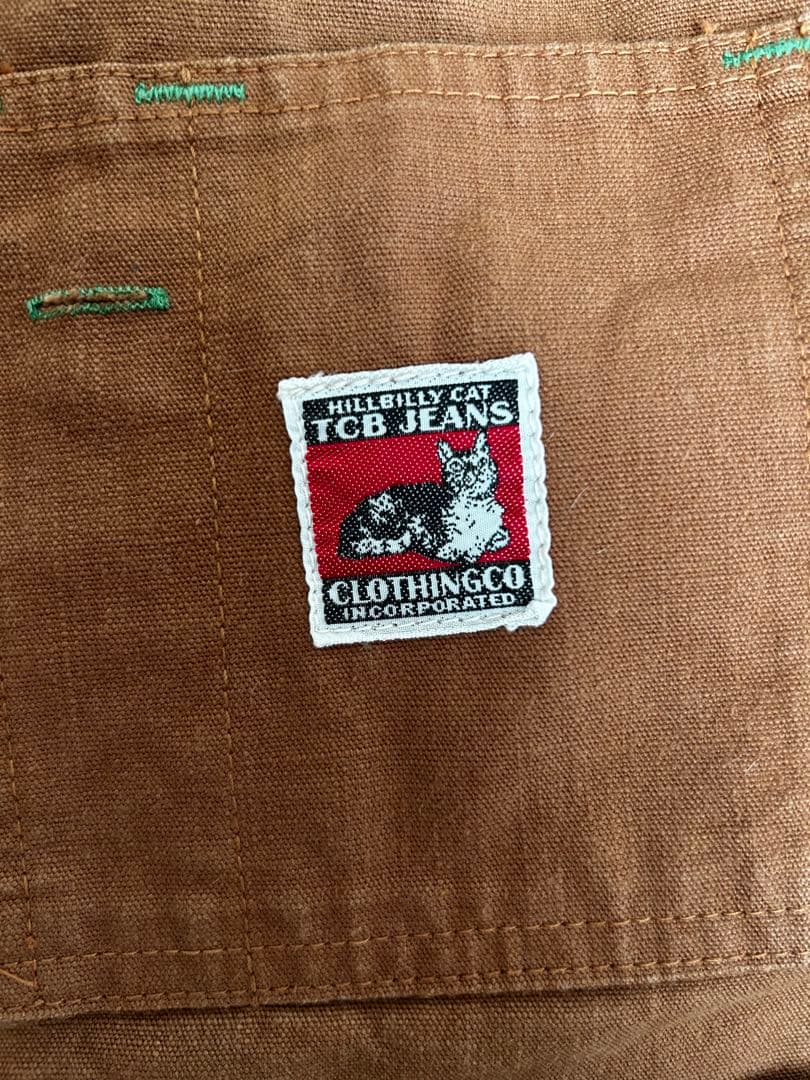 HILLBILLY CAT
TCB JEANS
CLOTHINGCO
INCORPORATED